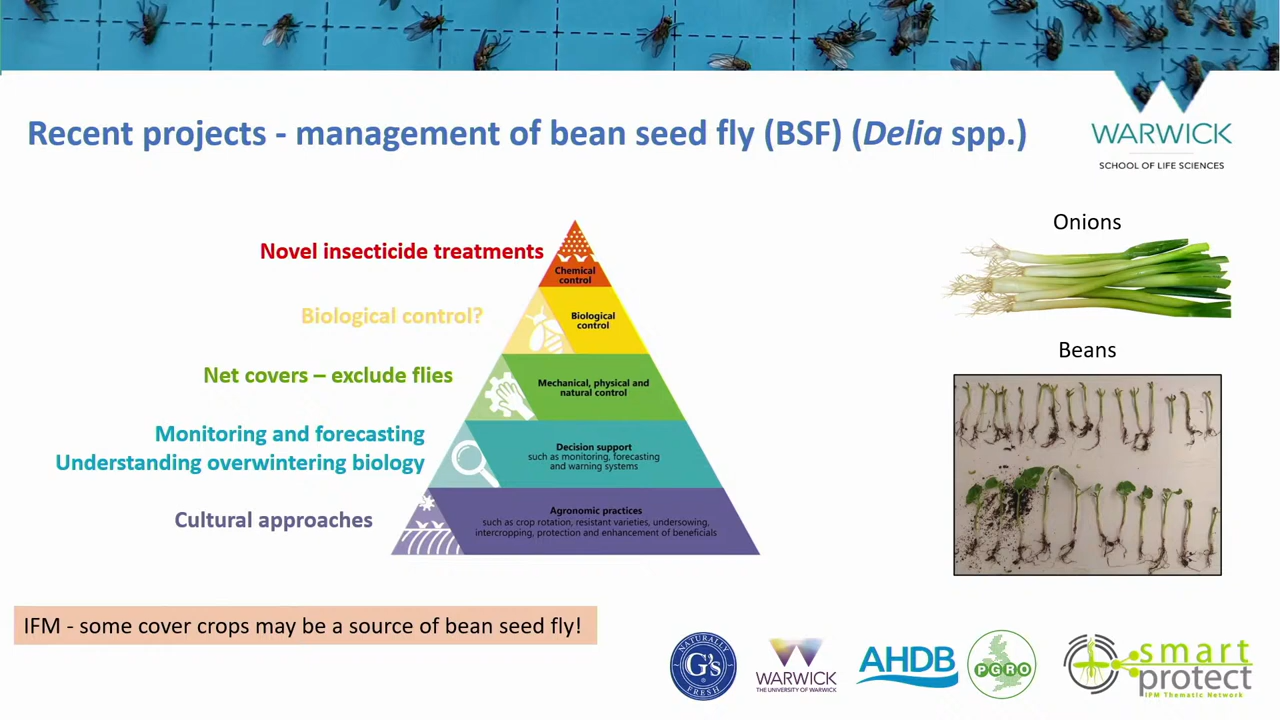 Recent projects - management of bean seed fly (BSF) (Delia spp.)
WARWICK
SCHOOL OF LIFE SCIENCES
Novel insecticide treatments
Chemical
control
Biological control?
Biological
control
Net covers – exclude flies
Mechanical, physical and
natural control
Monitoring and forecasting
Understanding overwintering biology
Decision support
such as monitoring, forecasting
and warning systems
Cultural approaches
Agronomic practices
such as crop rotation, resistant varieties, undersowing,
intercropping, protection and enhancement of beneficials
Onions
Beans
IFM - some cover crops may be a source of bean seed fly!
NATURALLY
G's
FRESH
WARWICK
THE UNIVERSITY OF WARWICK
AHDB
PGRO
smart
protect
IFM Thematic Network